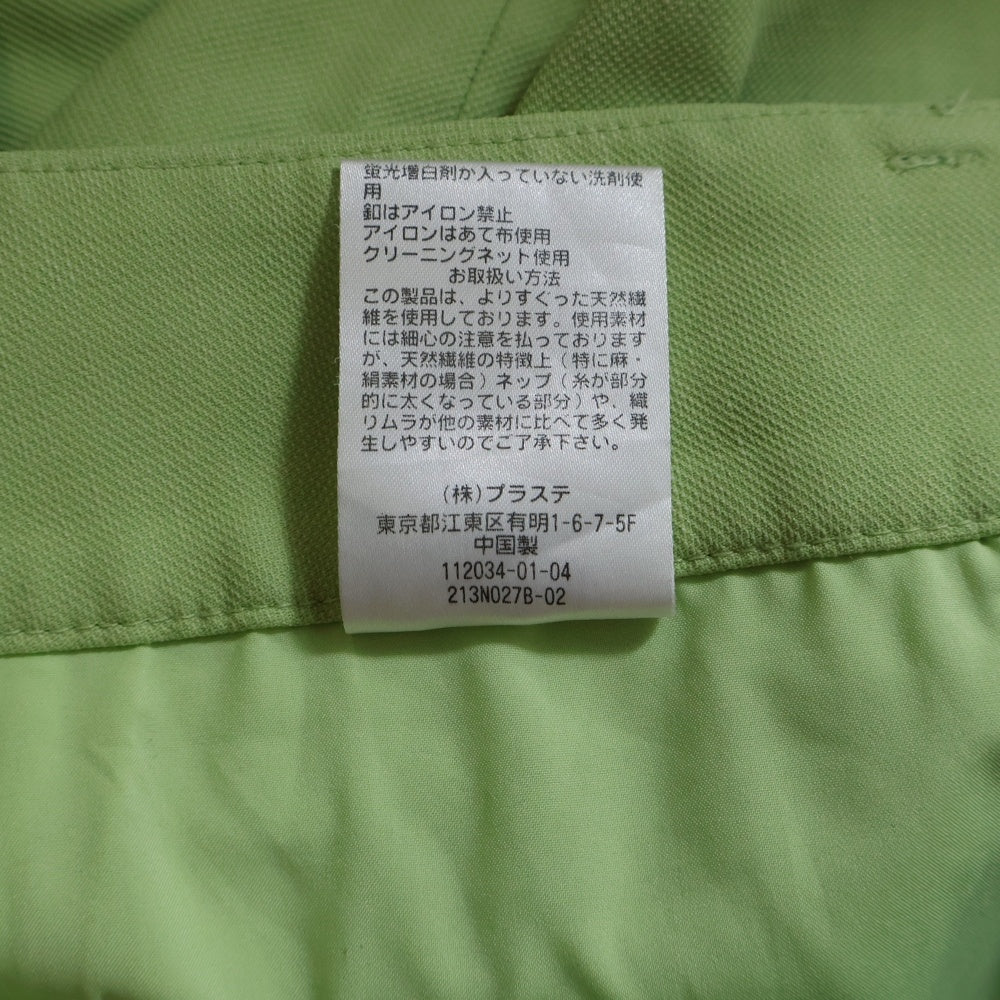 蛍光増白剤が入っていない洗剤使
用
釦はアイロン禁止
アイロンはあて布使用
クリーニングネット使用
お取扱い方法
この製品は、よりすぐった天然繊
維を使用しております。使用素材
には細心の注意を払っております
が、天然繊維の特徴上（特に麻・
絹素材の場合）ネップ（糸が部分
的に太くなっている部分）や、織
りムラが他の素材に比べて多く発
生しやすいのでご了承下さい。
(株)プラステ
東京都江東区有明1-6-7-5F
中国製
112034-01-04
213N027B-02